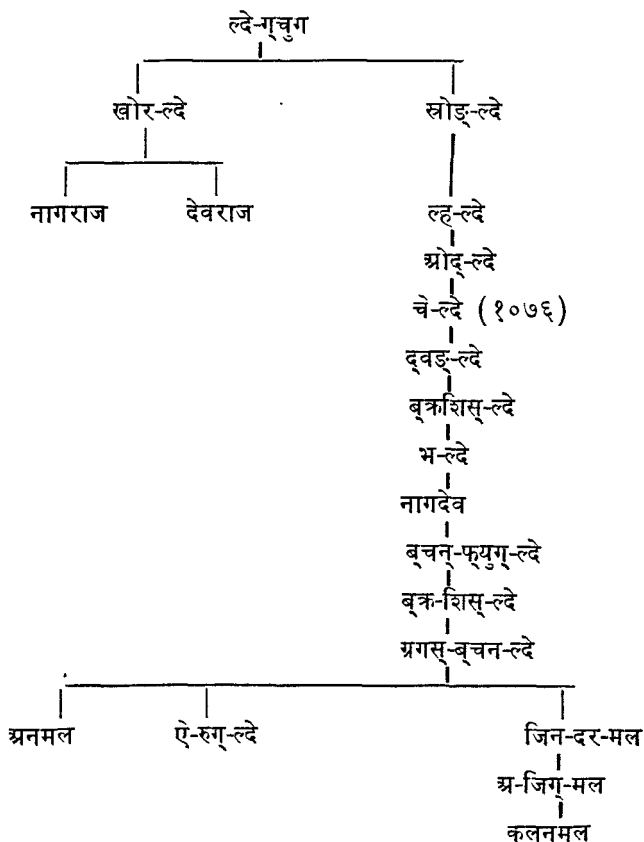 ल्दे-ग्चुग
खोर-ल्दे स्रोङ्-ल्दे
नागराज देवराज ल्ह-ल्दे
ओद्-ल्दे
चे-ल्दे (१०७६)
द्वङ्-ल्दे
ब्क्रशिस्-ल्दे
भ-ल्दे
नागदेव
ब्चन्-फ्युग्-ल्दे
ब्क्र-शिस्-ल्दे
ग्रगस्-ब्चन-ल्दे
अनमल ऐ-रुग्-ल्दे जिन-दर-मल
अ-जिग्-मल
कलनमल